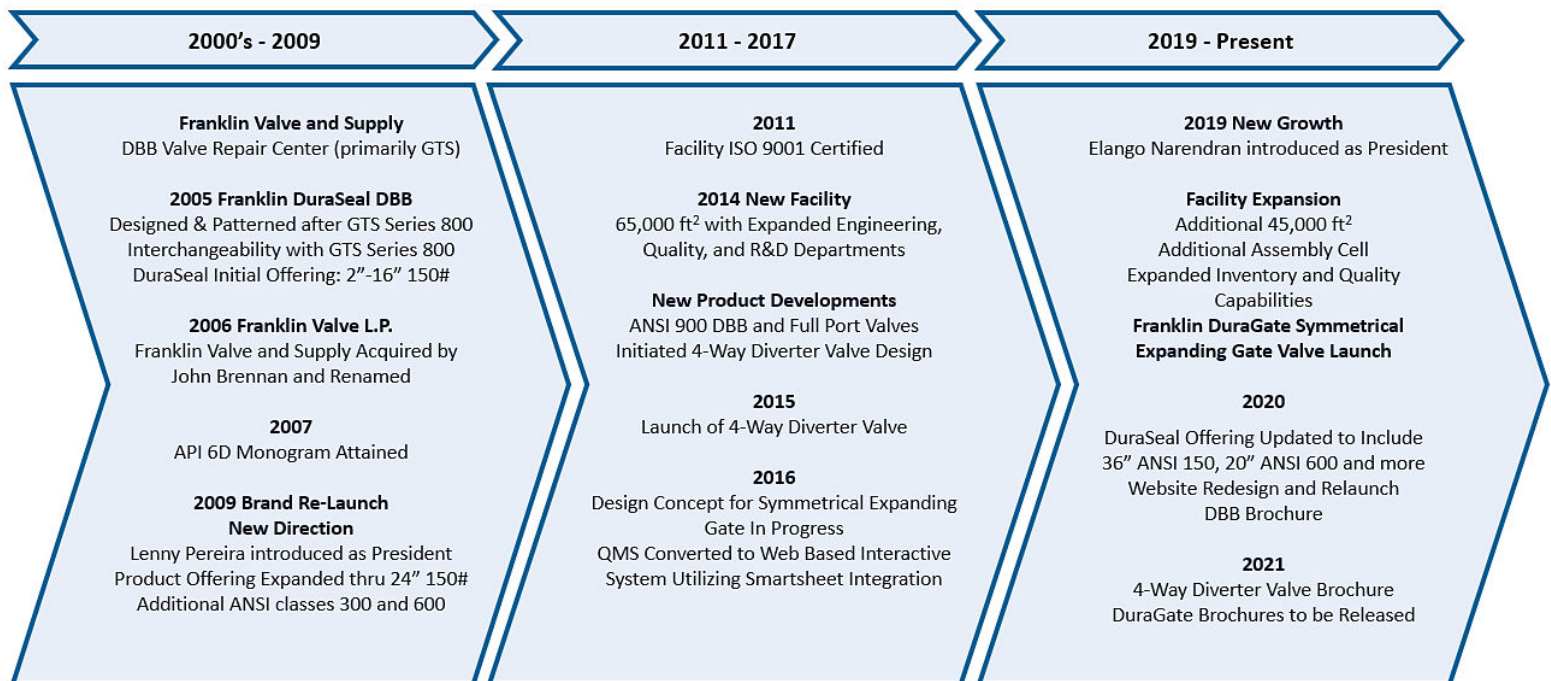 2000’s - 2009
Franklin Valve and Supply
DBB Valve Repair Center (primarily GTS)
2005 Franklin DuraSeal DBB
Designed & Patterned after GTS Series 800
Interchangeability with GTS Series 800
DuraSeal Initial Offering: 2”-16” 150#
2006 Franklin Valve L.P.
Franklin Valve and Supply Acquired by
John Brennan and Renamed
2007
API 6D Monogram Attained
2009 Brand Re-Launch
New Direction
Lenny Pereira introduced as President
Product Offering Expanded thru 24” 150#
Additional ANSI classes 300 and 600
2011 - 2017
2011
Facility ISO 9001 Certified
2014 New Facility
65,000 ft² with Expanded Engineering,
Quality, and R&D Departments
New Product Developments
ANSI 900 DBB and Full Port Valves
Initiated 4-Way Diverter Valve Design
2015
Launch of 4-Way Diverter Valve
2016
Design Concept for Symmetrical Expanding
Gate In Progress
QMS Converted to Web Based Interactive
System Utilizing Smartsheet Integration
2019 - Present
2019 New Growth
Elango Narendran introduced as President
Facility Expansion
Additional 45,000 ft²
Additional Assembly Cell
Expanded Inventory and Quality
Capabilities
Franklin DuraGate Symmetrical
Expanding Gate Valve Launch
2020
DuraSeal Offering Updated to Include
36” ANSI 150, 20” ANSI 600 and more
Website Redesign and Relaunch
DBB Brochure
2021
4-Way Diverter Valve Brochure
DuraGate Brochures to be Released